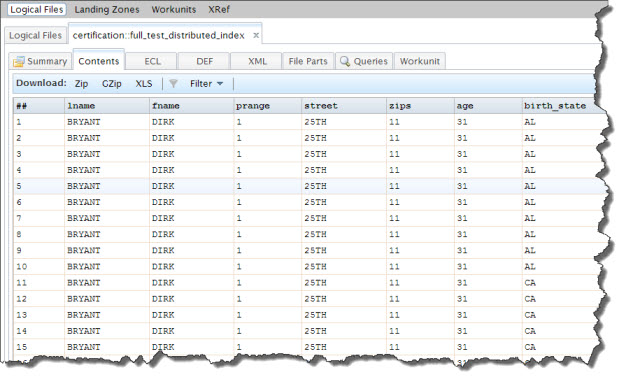 Logical Files Landing Zones Workunits XRef
Logical Files certification::full_test_distributed_index ×
Summary Contents ECL DEF XML File Parts Queries Workunit
Download: Zip GZip XLS Filter
## lname fname prange street zips age birth_state
1 BRYANT DIRK 1 25TH 11 31 AL
2 BRYANT DIRK 1 25TH 11 31 AL
3 BRYANT DIRK 1 25TH 11 31 AL
4 BRYANT DIRK 1 25TH 11 31 AL
5 BRYANT DIRK 1 25TH 11 31 AL
6 BRYANT DIRK 1 25TH 11 31 AL
7 BRYANT DIRK 1 25TH 11 31 AL
8 BRYANT DIRK 1 25TH 11 31 AL
9 BRYANT DIRK 1 25TH 11 31 AL
10 BRYANT DIRK 1 25TH 11 31 AL
11 BRYANT DIRK 1 25TH 11 31 CA
12 BRYANT DIRK 1 25TH 11 31 CA
13 BRYANT DIRK 1 25TH 11 31 CA
14 BRYANT DIRK 1 25TH 11 31 CA
15 BRYANT DIRK 1 25TH 11 31 CA